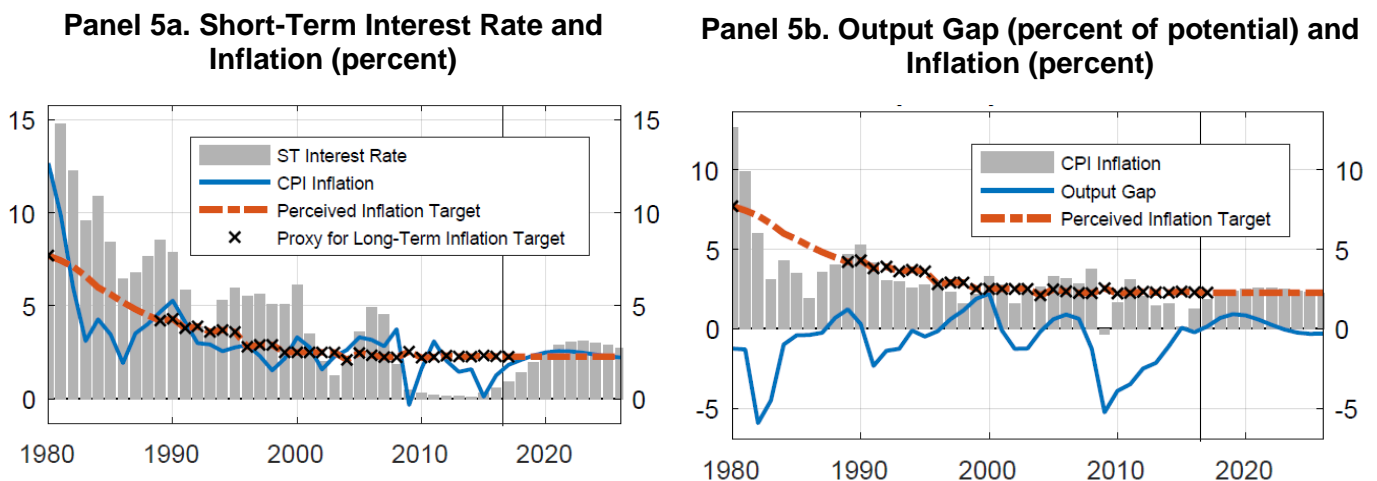 Panel 5a. Short-Term Interest Rate and
Inflation (percent)
15
10
5
0
15
10
5
0
ST Interest Rate
CPI Inflation
Perceived Inflation Target
Proxy for Long-Term Inflation Target
1980 1990 2000 2010 2020
Panel 5b. Output Gap (percent of potential) and
Inflation (percent)
10
5
0
-5
10
5
0
-5
CPI Inflation
Output Gap
Perceived Inflation Target
1980 1990 2000 2010 2020